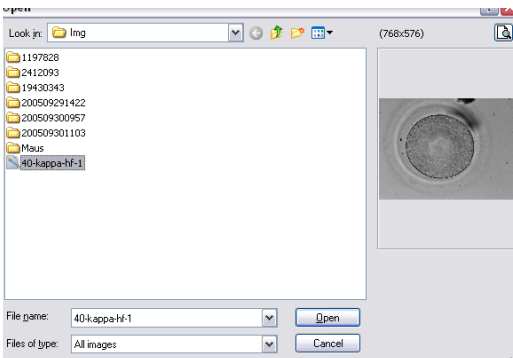 Open
Look in: Img (768x576)
1197828
2412093
19430343
200509291422
200509300957
200509301103
Maus
40-kappa-hf-1
File name: 40-kappa-hf-1 Open
Files of type: All images Cancel